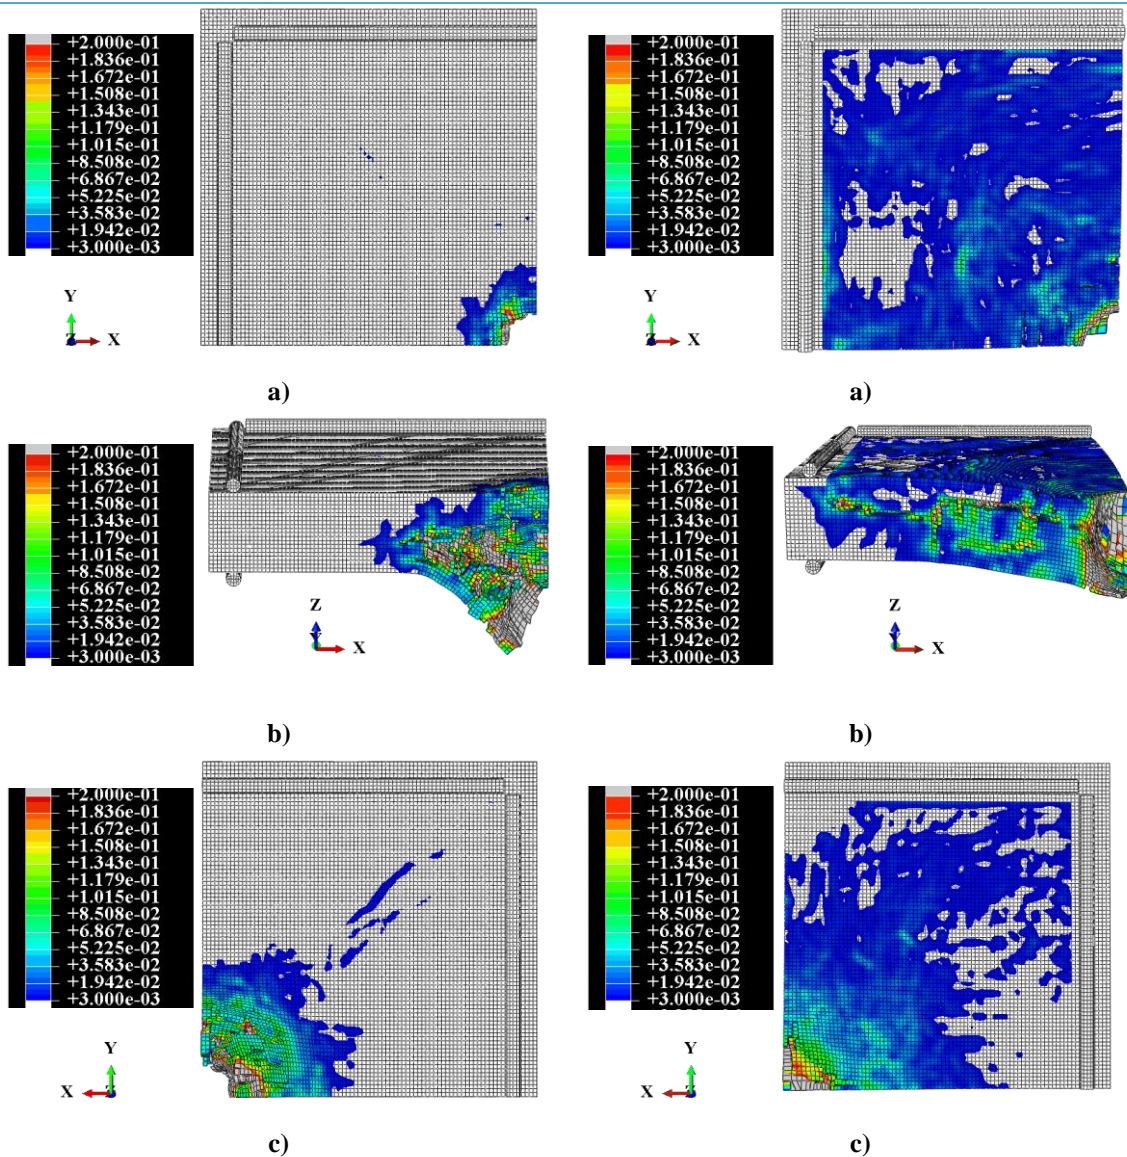 +2.000e-01
+1.836e-01
+1.672e-01
+1.508e-01
+1.343e-01
+1.179e-01
+1.015e-01
+8.508e-02
+6.867e-02
+5.225e-02
+3.583e-02
+1.942e-02
+3.000e-03
Y
Z X
a)
+2.000e-01
+1.836e-01
+1.672e-01
+1.508e-01
+1.343e-01
+1.179e-01
+1.015e-01
+8.508e-02
+6.867e-02
+5.225e-02
+3.583e-02
+1.942e-02
+3.000e-03
Y
Z X
a)
+2.000e-01
+1.836e-01
+1.672e-01
+1.508e-01
+1.343e-01
+1.179e-01
+1.015e-01
+8.508e-02
+6.867e-02
+5.225e-02
+3.583e-02
+1.942e-02
+3.000e-03
Z
X
b)
+2.000e-01
+1.836e-01
+1.672e-01
+1.508e-01
+1.343e-01
+1.179e-01
+1.015e-01
+8.508e-02
+6.867e-02
+5.225e-02
+3.583e-02
+1.942e-02
+3.000e-03
Z
X
b)
+2.000e-01
+1.836e-01
+1.672e-01
+1.508e-01
+1.343e-01
+1.179e-01
+1.015e-01
+8.508e-02
+6.867e-02
+5.225e-02
+3.583e-02
+1.942e-02
+3.000e-03
Y
X
c)
+2.000e-01
+1.836e-01
+1.672e-01
+1.508e-01
+1.343e-01
+1.179e-01
+1.015e-01
+8.508e-02
+6.867e-02
+5.225e-02
+3.583e-02
+1.942e-02
+3.000e-03
Y
X
c)